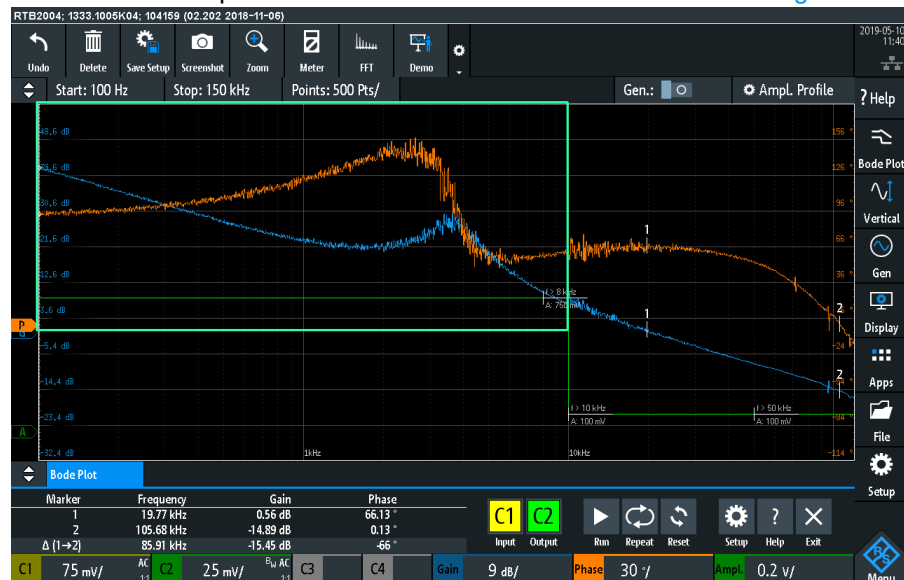 RTB2004; 1333.1005K04; 104159 (02.202 2018-11-06)
2019-05-10
11:40
Undo Delete Save Setup Screenshot Zoom Meter FFT Demo
Start: 100 Hz Stop: 150 kHz Points: 500 Pts/ Gen.: Ampl. Profile
? Help
Bode Plot
Vertical
Gen
Display
Apps
File
Setup
Menu
48,6 dB 156 °
39,6 dB 126 °
30,6 dB 96 °
21,6 dB 66 °
12,6 dB 36 °
3,6 dB
-5,4 dB -24 °
-14,4 dB
-23,4 dB -84 °
-32,4 dB -114 °
1
1
2
2
f > 8 kHz
A: 750 mV
f > 10 kHz
A: 100 mV
f > 50 kHz
A: 100 mV
P
G
A
1kHz 10kHz
Bode Plot
Marker Frequency Gain Phase
1 19.77 kHz 0.56 dB 66.13 °
2 105.68 kHz -14.89 dB 0.13 °
Δ (1→2) 85.91 kHz -15.45 dB -66 °
C1 C2
Input Output Run Repeat Reset Setup Help Exit
C1 75 mV/ AC 1:1 C2 25 mV/ Bw AC 1:1 C3 C4 Gain 9 dB/ Phase 30 °/ Ampl. 0.2 V/